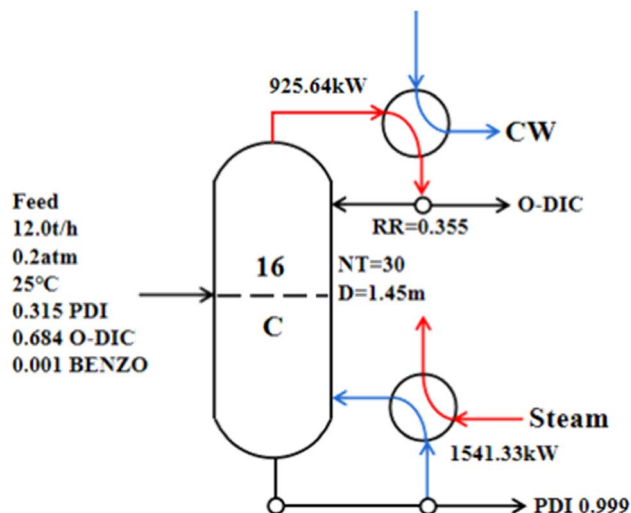 925.64kW
CW
Feed
12.0t/h
0.2atm
25°C
0.315 PDI
0.684 O-DIC
0.001 BENZO
O-DIC
RR=0.355
16
NT=30
D=1.45m
C
Steam
1541.33kW
PDI 0.999